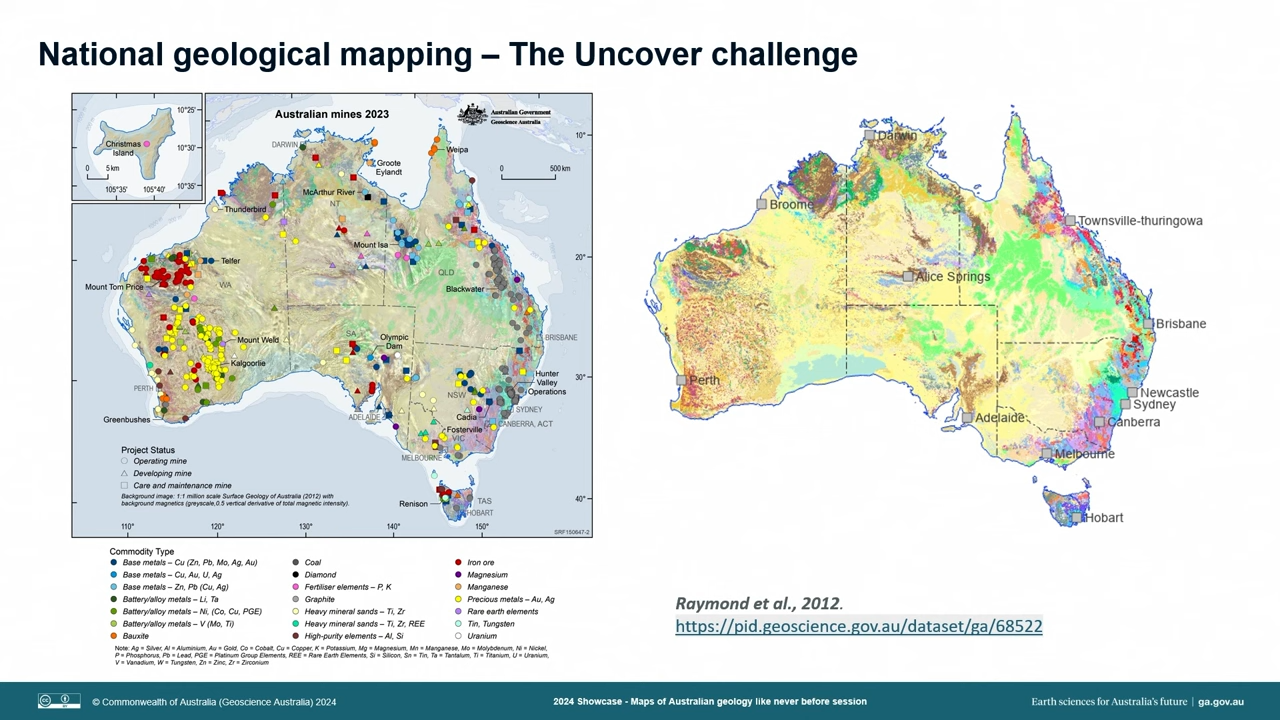 National geological mapping – The Uncover challenge
Australian mines 2023
Australian Government
Geoscience Australia
Christmas
Island
0 5 km
105°35' 105°40'
10°25'
10°30'
10°35'
0 500 km
10°
20°
30°
40°
110° 120° 130° 140° 150°
DARWIN
Weipa
Groote
Eylandt
McArthur River
NT
Thunderbird
Mount Isa
Telfer
QLD
Mount Tom Price
WA
Blackwater
SA
Olympic
Dam
BRISBANE
Mount Weld
Kalgoorlie
PERTH
Hunter
Valley
Operations
NSW
Greenbushes
ADELAIDE
Cadia
SYDNEY
CANBERRA, ACT
Fosterville
VIC
MELBOURNE
Renison
TAS
HOBART
Project Status
Operating mine
Developing mine
Care and maintenance mine
Background image: 1:1 million scale Surface Geology of Australia (2012) with
background magnetics (greyscale,0.5 vertical derivative of total magnetic intensity).
SRF150647-2
Commodity Type
Base metals – Cu (Zn, Pb, Mo, Ag, Au)
Base metals – Cu, Au, U, Ag
Base metals – Zn, Pb (Cu, Ag)
Battery/alloy metals – Li, Ta
Battery/alloy metals – Ni, (Co, Cu, PGE)
Battery/alloy metals – V (Mo, Ti)
Bauxite
Coal
Diamond
Fertiliser elements – P, K
Graphite
Heavy mineral sands – Ti, Zr
Heavy mineral sands – Ti, Zr, REE
High-purity elements – Al, Si
Iron ore
Magnesium
Manganese
Precious metals – Au, Ag
Rare earth elements
Tin, Tungsten
Uranium
Note: Ag = Silver, Al = Aluminium, Au = Gold, Co = Cobalt, Cu = Copper, K = Potassium, Mg = Magnesium, Mn = Manganese, Mo = Molybdenum, Ni = Nickel,
P = Phosphorus, Pb = Lead, PGE = Platinum Group Elements, REE = Rare Earth Elements, Si = Silicon, Sn = Tin, Ta = Tantalum, Ti = Titanium, U = Uranium,
V = Vanadium, W = Tungsten, Zn = Zinc, Zr = Zirconium
Darwin
Broome
Townsville-thuringowa
Alice Springs
Brisbane
Perth
Newcastle
Sydney
Adelaide
Canberra
Melbourne
Hobart
Raymond et al., 2012.
https://pid.geoscience.gov.au/dataset/ga/68522
© Commonwealth of Australia (Geoscience Australia) 2024
2024 Showcase - Maps of Australian geology like never before session
Earth sciences for Australia's future | ga.gov.au